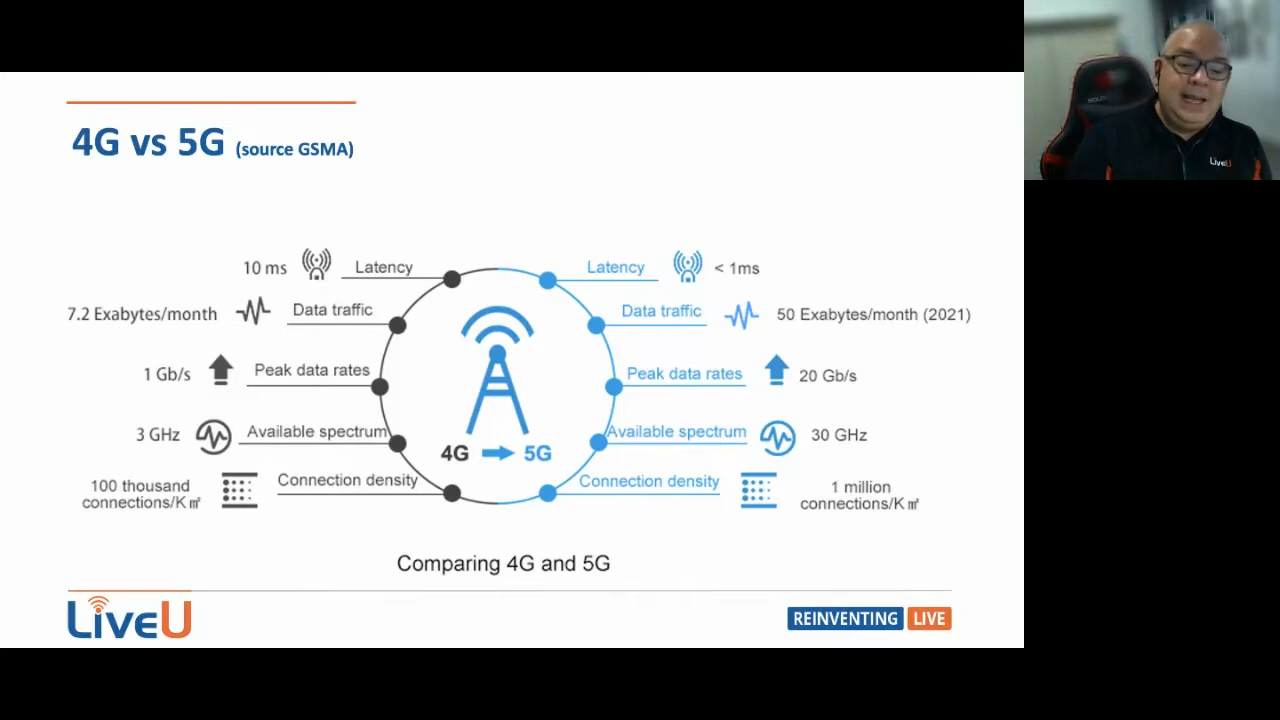 4G vs 5G (source GSMA)
10 ms Latency
Latency < 1ms
7.2 Exabytes/month Data traffic
Data traffic 50 Exabytes/month (2021)
1 Gb/s Peak data rates
Peak data rates 20 Gb/s
3 GHz Available spectrum
Available spectrum 30 GHz
4G 5G
100 thousand
connections/K㎡
Connection density
Connection density
1 million
connections/K㎡
Comparing 4G and 5G
LiveU
REINVENTING LIVE
LiveU